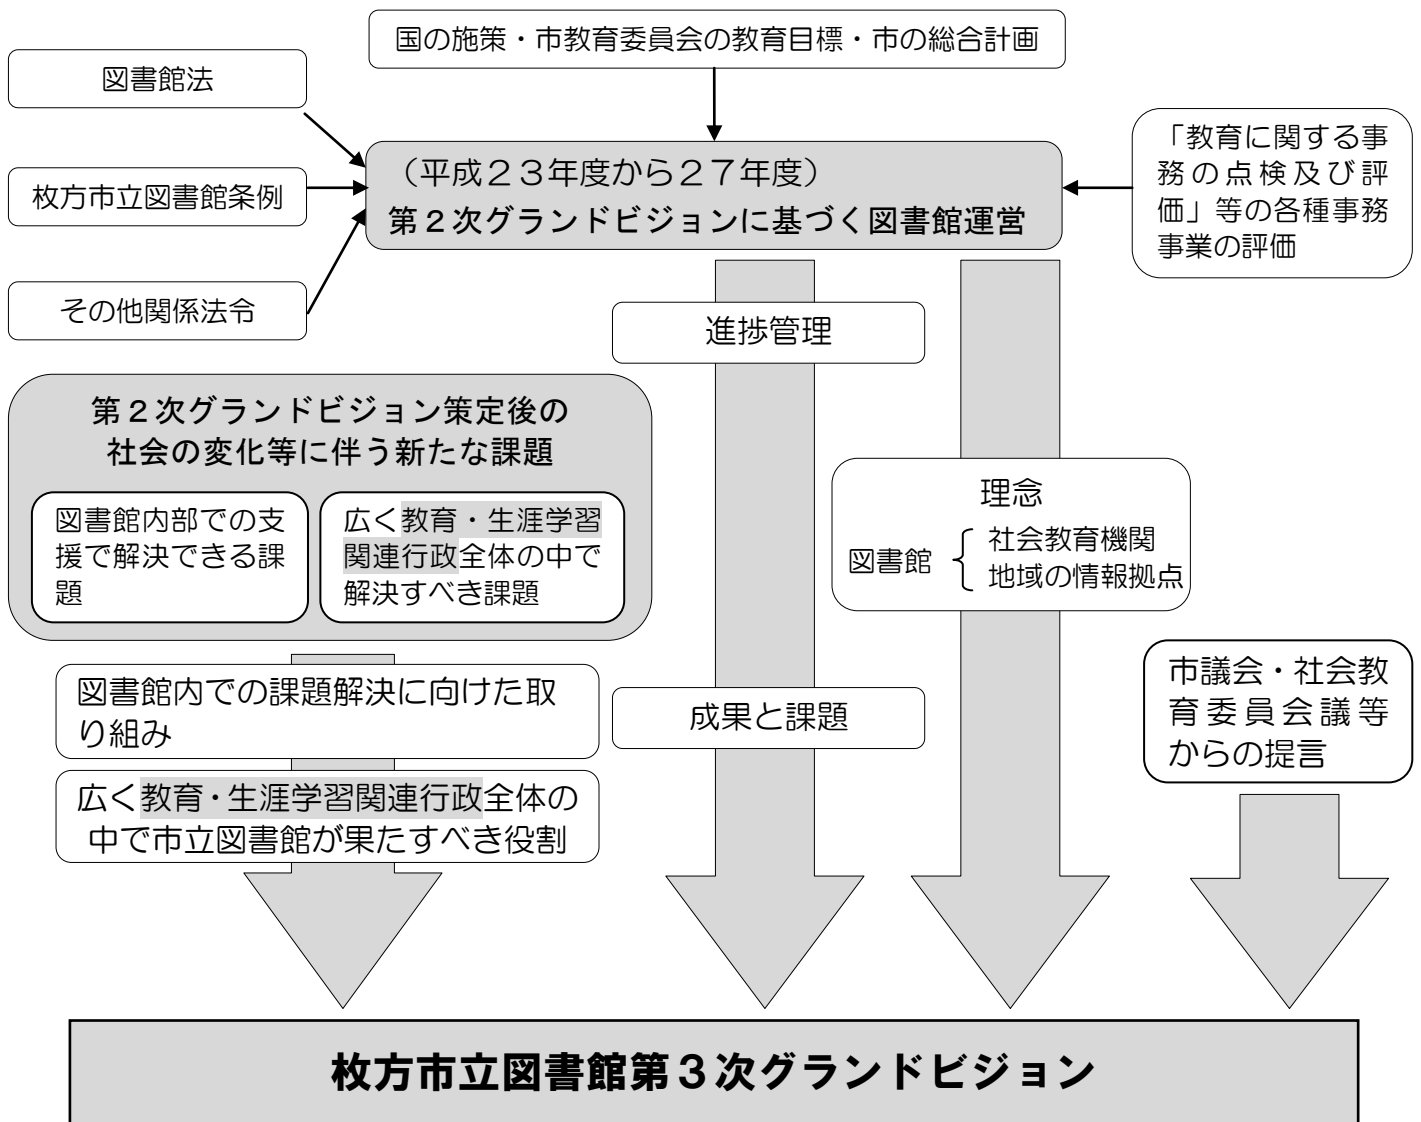 国の施策・市教育委員会の教育目標・市の総合計画
図書館法
枚方市立図書館条例
その他関係法令
（平成２３年度から２７年度）
第２次グランドビジョンに基づく図書館運営
「教育に関する事
務の点検及び評
価」等の各種事務
事業の評価
進捗管理
第２次グランドビジョン策定後の
社会の変化等に伴う新たな課題
図書館内部での支
援で解決できる課
題
広く教育・生涯学習
関連行政全体の中で
解決すべき課題
理念
図書館
社会教育機関
地域の情報拠点
図書館内での課題解決に向けた取
り組み
広く教育・生涯学習関連行政全体の
中で市立図書館が果たすべき役割
成果と課題
市議会・社会教
育委員会議等
からの提言
枚方市立図書館第３次グランドビジョン